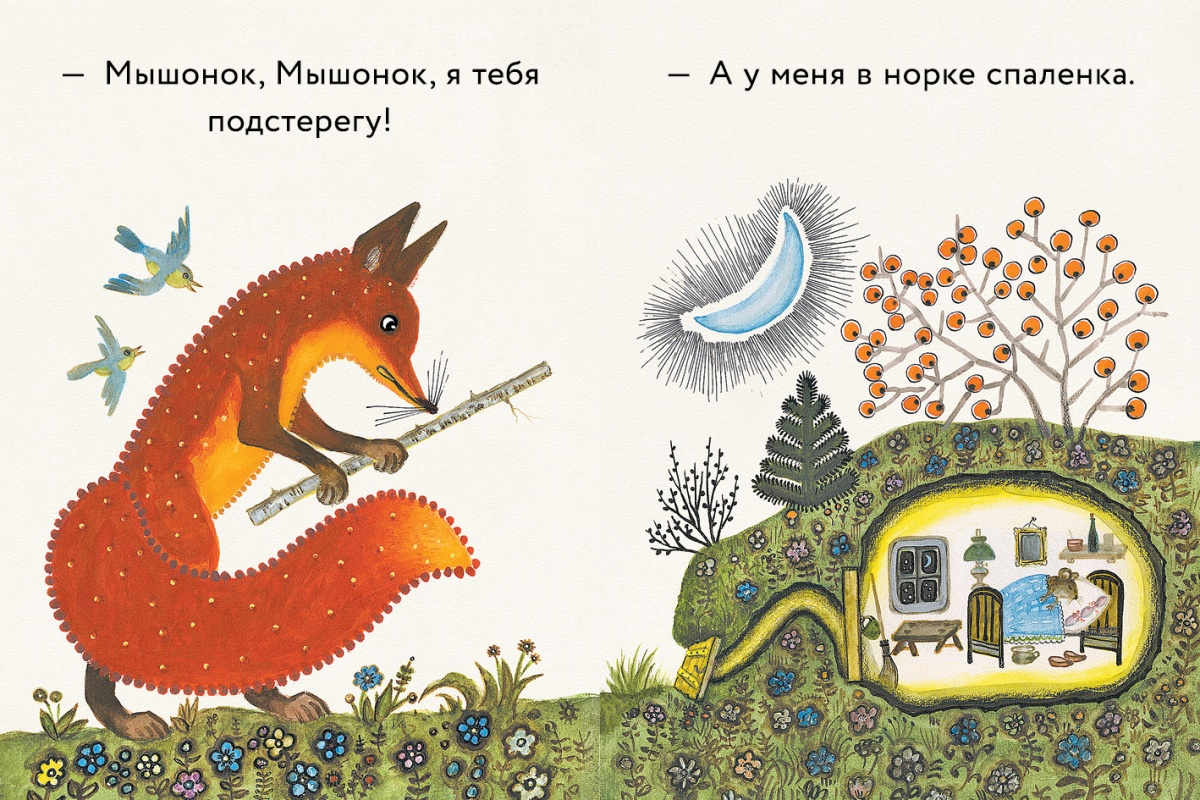 — Мышонок, Мышонок, я тебя
подстерегу!
— А у меня в норке спаленка.